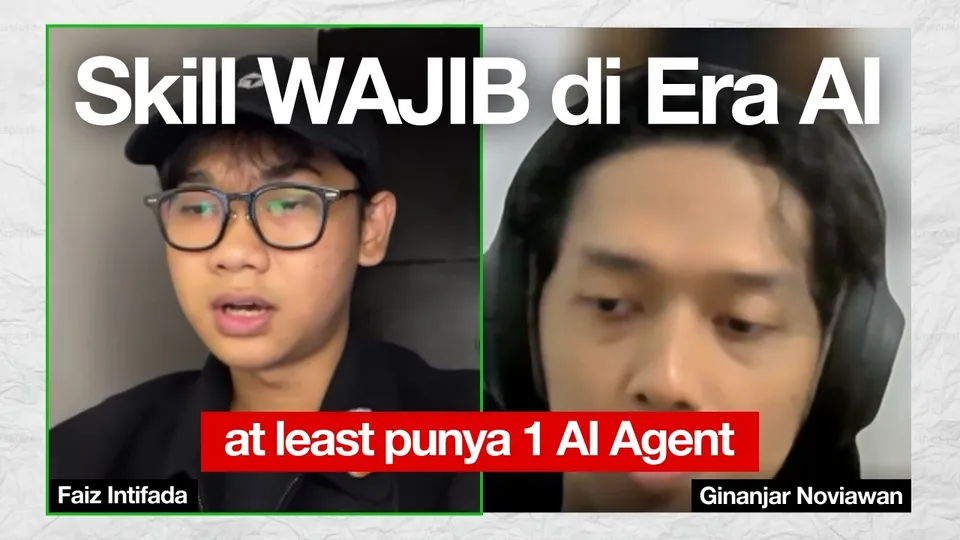 Skill WAJIB di Era AI
at least punya 1 AI Agent
Faiz Intifada
Ginanjar Noviawan